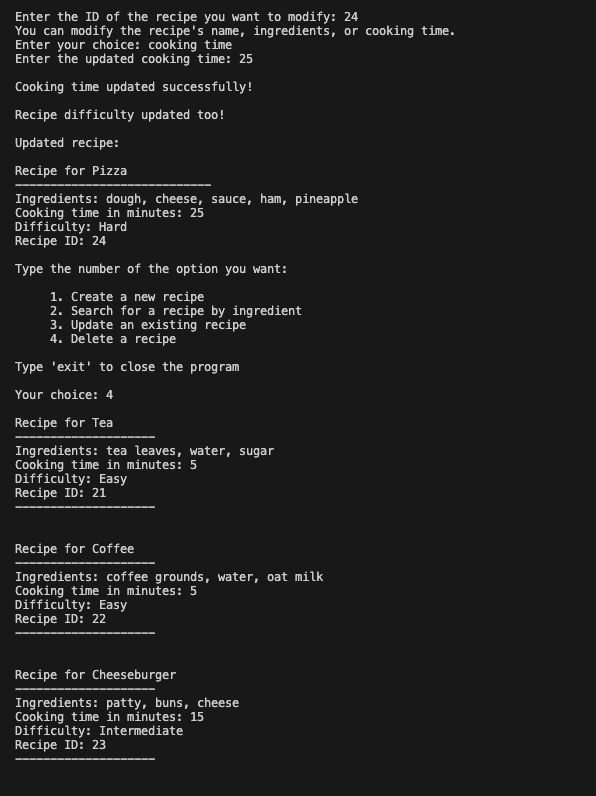 Enter the ID of the recipe you want to modify: 24
You can modify the recipe's name, ingredients, or cooking time.
Enter your choice: cooking time
Enter the updated cooking time: 25
Cooking time updated successfully!
Recipe difficulty updated too!
Updated recipe:
Recipe for Pizza
----------------------------
Ingredients: dough, cheese, sauce, ham, pineapple
Cooking time in minutes: 25
Difficulty: Hard
Recipe ID: 24
Type the number of the option you want:
1. Create a new recipe
2. Search for a recipe by ingredient
3. Update an existing recipe
4. Delete a recipe
Type 'exit' to close the program
Your choice: 4
Recipe for Tea
--------------------
Ingredients: tea leaves, water, sugar
Cooking time in minutes: 5
Difficulty: Easy
Recipe ID: 21
--------------------
Recipe for Coffee
--------------------
Ingredients: coffee grounds, water, oat milk
Cooking time in minutes: 5
Difficulty: Easy
Recipe ID: 22
--------------------
Recipe for Cheeseburger
--------------------
Ingredients: patty, buns, cheese
Cooking time in minutes: 15
Difficulty: Intermediate
Recipe ID: 23
--------------------